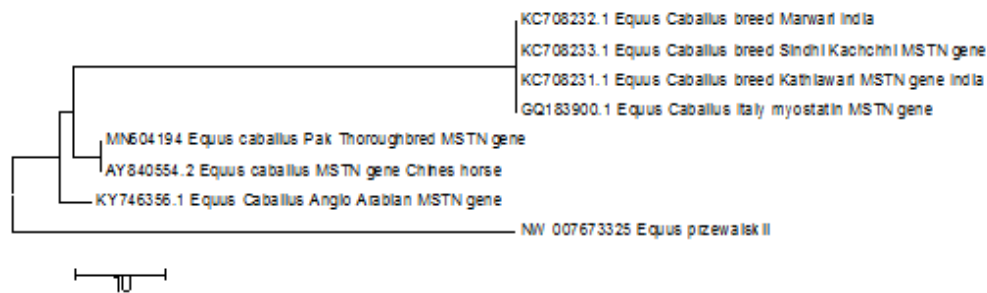 KC708232.1 Equus Caballus breed Marwari India
KC708233.1 Equus Caballus breed Sindhi Kachchhi MSTN gene
KC708231.1 Equus Caballus breed Kathiawari MSTN gene India
GQ183900.1 Equus Caballus Italy myostatin MSTN gene
MN604194 Equus caballus Pak Thoroughbred MSTN gene
AY840554.2 Equus caballus MSTN gene Chines horse
KY746356.1 Equus Caballus Anglo Arabian MSTN gene
NW 007673325 Equus przewalskii